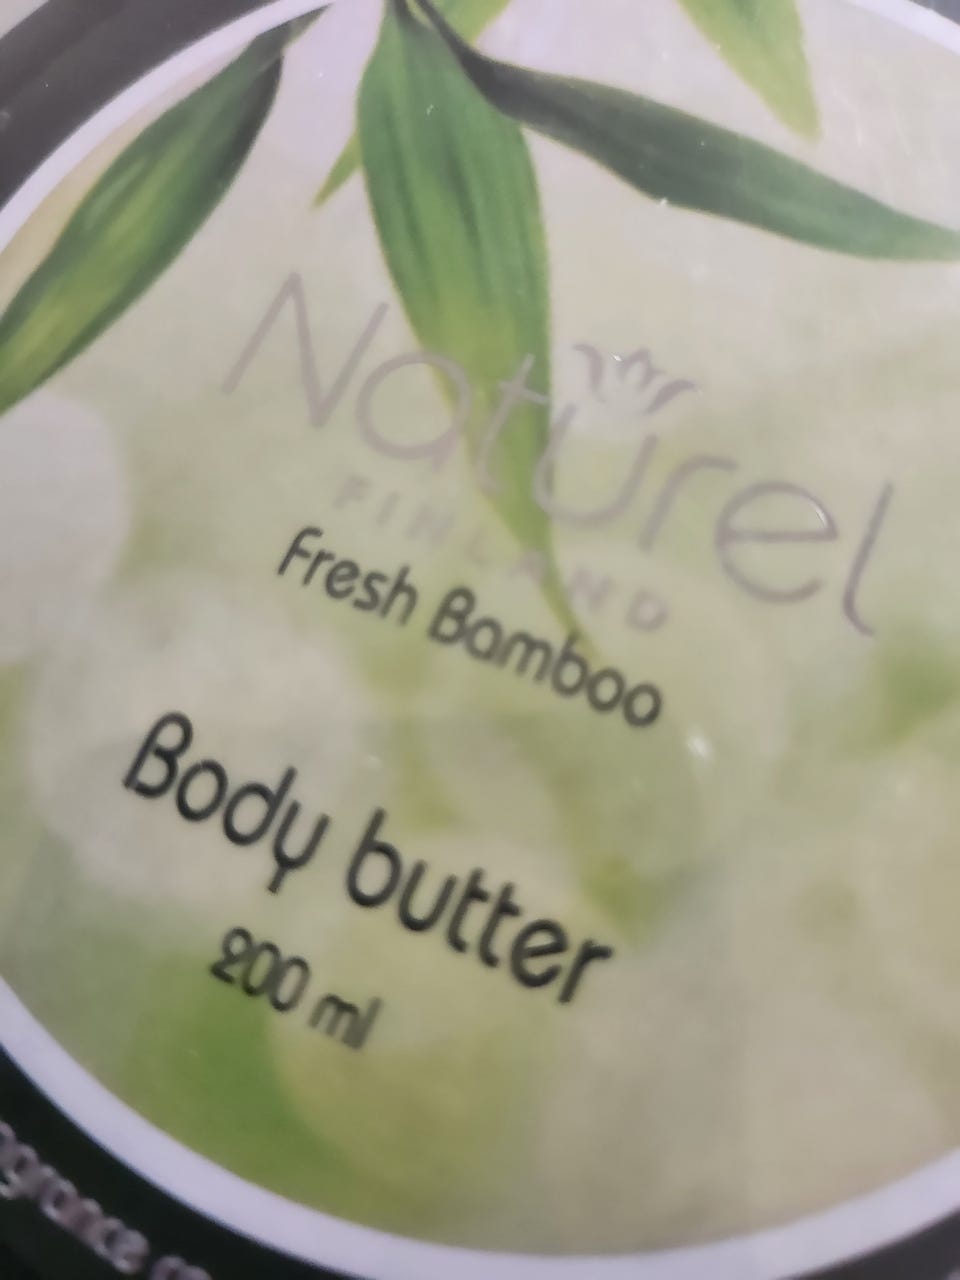 Naturel
FINLAND
Fresh Bamboo
Body butter
200 ml